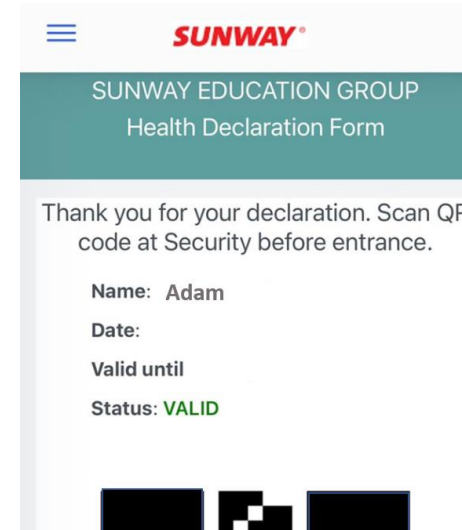 SUNWAY
SUNWAY EDUCATION GROUP
Health Declaration Form
Thank you for your declaration. Scan QR
code at Security before entrance.
Name: Adam
Date:
Valid until
Status: VALID